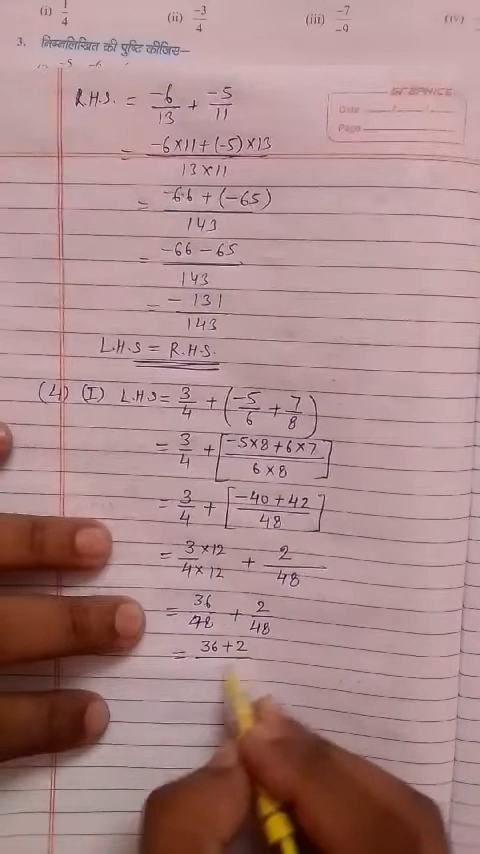 (i) 1/4 (ii) -3/4 (iii) -7/-9 (iv)
3. निम्नलिखित की पुष्टि कीजिए—
GRAPHICS
Date ___/___/___
Page
R.H.S. = -6/13 + -5/11
= -6×11+(-5)×13 / 13×11
= -66 + (-65) / 143
= -66 - 65 / 143
= -131 / 143
L.H.S = R.H.S.
(4) (I) L.H.S = 3/4 + (-5/6 + 7/8)
= 3/4 + [-5×8+6×7 / 6×8]
= 3/4 + [-40+42 / 48]
= 3×12 / 4×12 + 2/48
= 36/48 + 2/48
= 36+2